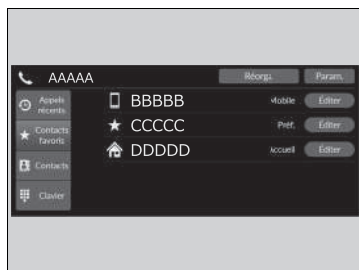 AAAAA
Réorg.
Param.
Appels
récents
Contacts
favoris
Contacts
Clavier
BBBBB
Mobile
Éditer
CCCCC
Préf.
Éditer
DDDDD
Accueil
Éditer